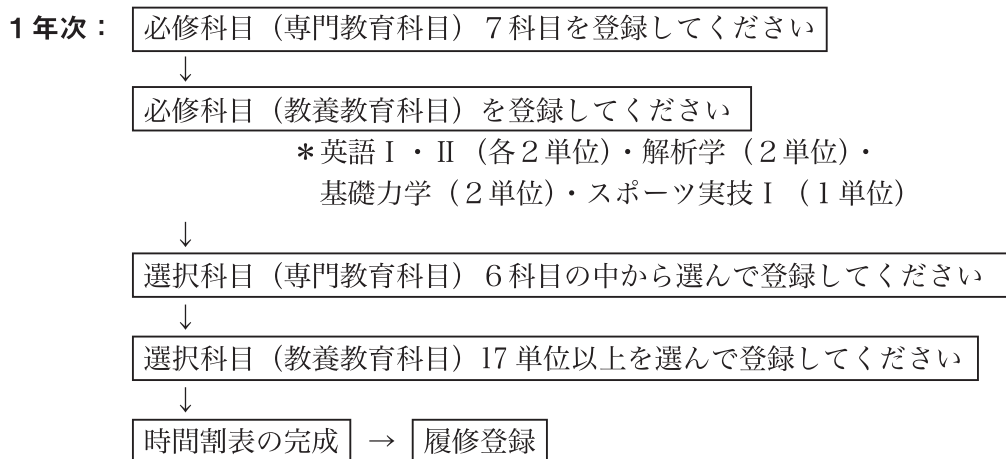 1年次： 必修科目（専門教育科目）７科目を登録してください
↓
必修科目（教養教育科目）を登録してください
＊英語Ⅰ・Ⅱ（各２単位）・解析学（２単位）・
基礎力学（２単位）・スポーツ実技Ⅰ（１単位）
↓
選択科目（専門教育科目）６科目の中から選んで登録してください
↓
選択科目（教養教育科目）17単位以上を選んで登録してください
↓
時間割表の完成 → 履修登録